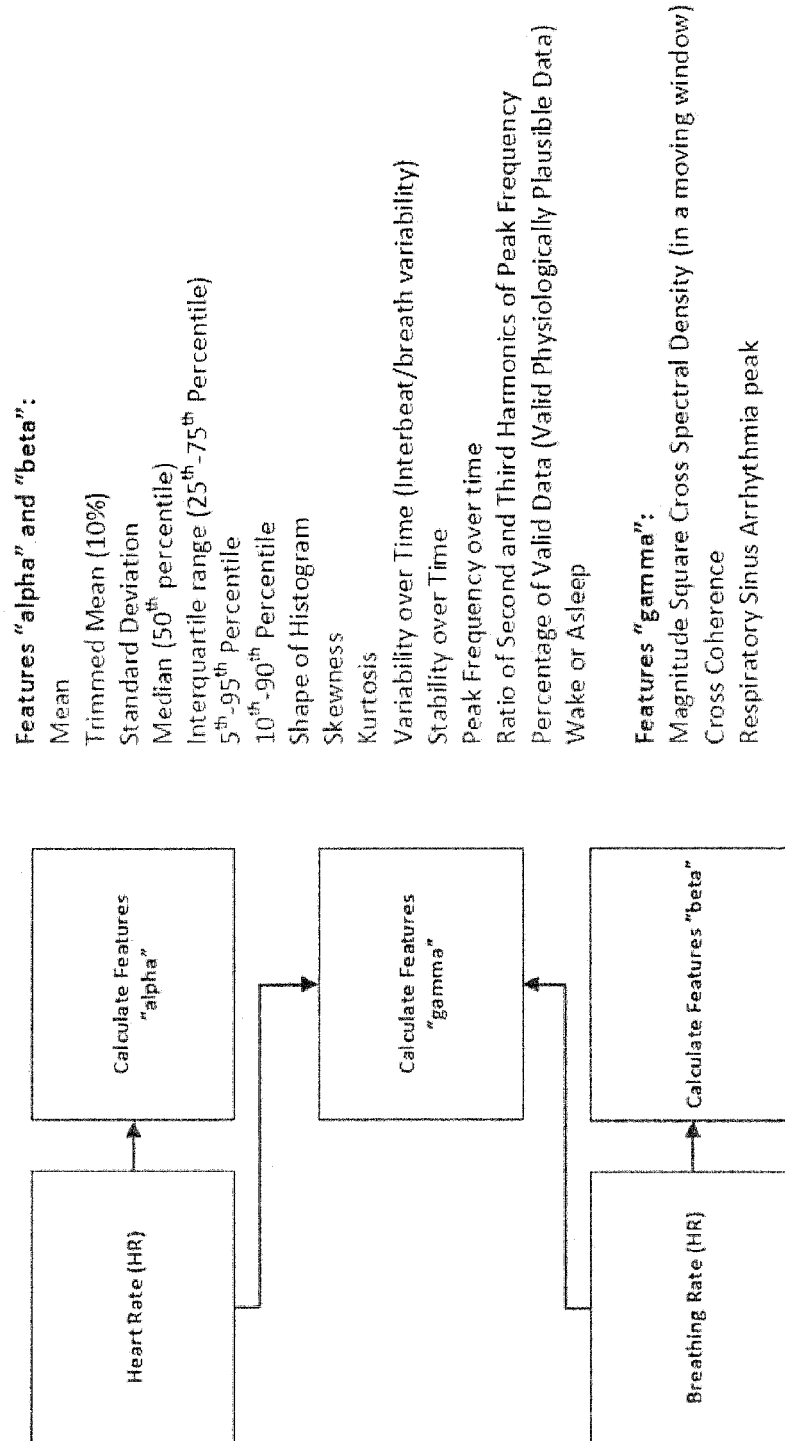 Heart Rate (HR)
Calculate Features
"alpha"
Calculate Features
"gamma"
Breathing Rate (HR)
Calculate Features "beta"
Features "alpha" and "beta":
Mean
Trimmed Mean (10%)
Standard Deviation
Median (50th percentile)
Interquartile range (25th-75th Percentile)
5th-95th Percentile
10th-90th Percentile
Shape of Histogram
Skewness
Kurtosis
Variability over Time (Interbeat/breath variability)
Stability over Time
Peak Frequency over time
Ratio of Second and Third Harmonics of Peak Frequency
Percentage of Valid Data (Valid Physiologically Plausible Data)
Wake or Asleep
Features "gamma":
Magnitude Square Cross Spectral Density (in a moving window)
Cross Coherence
Respiratory Sinus Arrhythmia peak